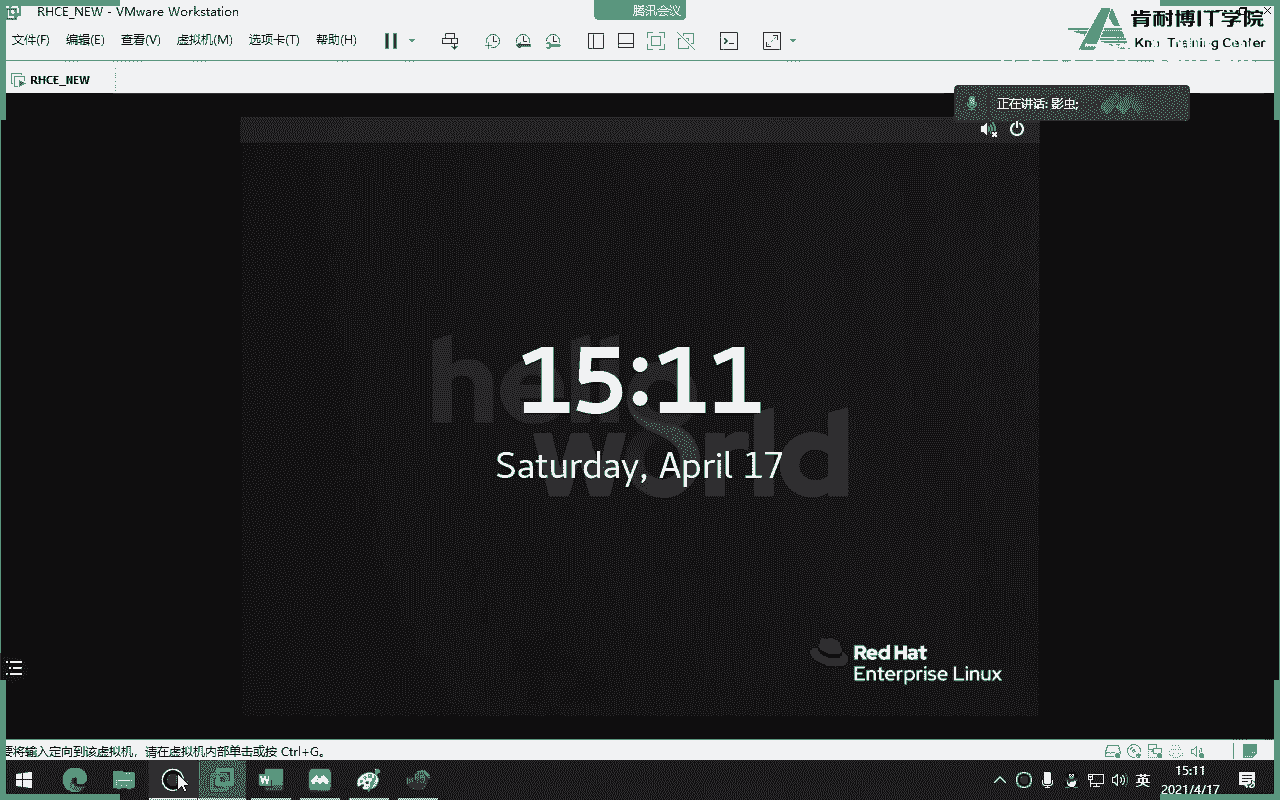 RHCE_NEW - VMware Workstation
腾讯会议
肯耐博IT学院
文件(F) 编辑(E) 查看(V) 虚拟机(M) 选项卡(T) 帮助(H)
Training Center
RHCE_NEW
正在讲话: 影虫;
hello
world
15:11
Saturday, April 17
Red Hat
Enterprise Linux
要将输入定向到该虚拟机，请在虚拟机内部单击或按 Ctrl+G。
英
15:11
2021/4/17